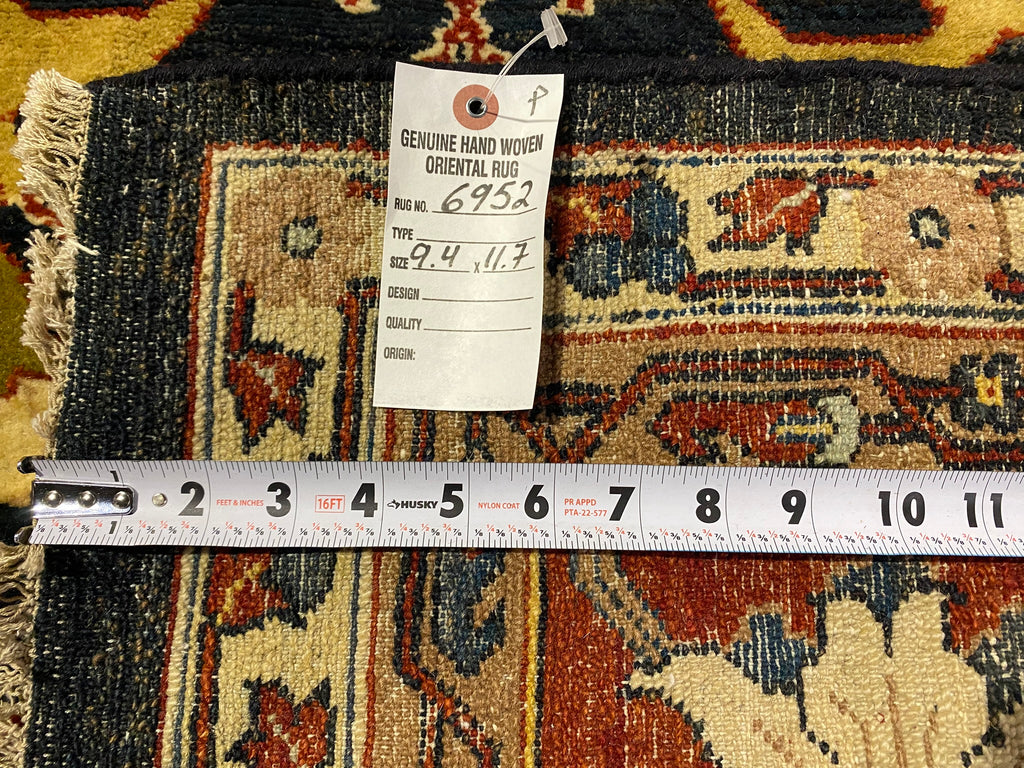 P
GENUINE HAND WOVEN
ORIENTAL RUG
RUG NO. 6952
TYPE
SIZE 9.4 X 11.7
DESIGN
QUALITY
ORIGIN:
1 2 FEET & INCHES 3 16FT 4 HUSKY 5 NYLON COAT 6 PR APPD PTA-22-577 7 8 9 10 11
1